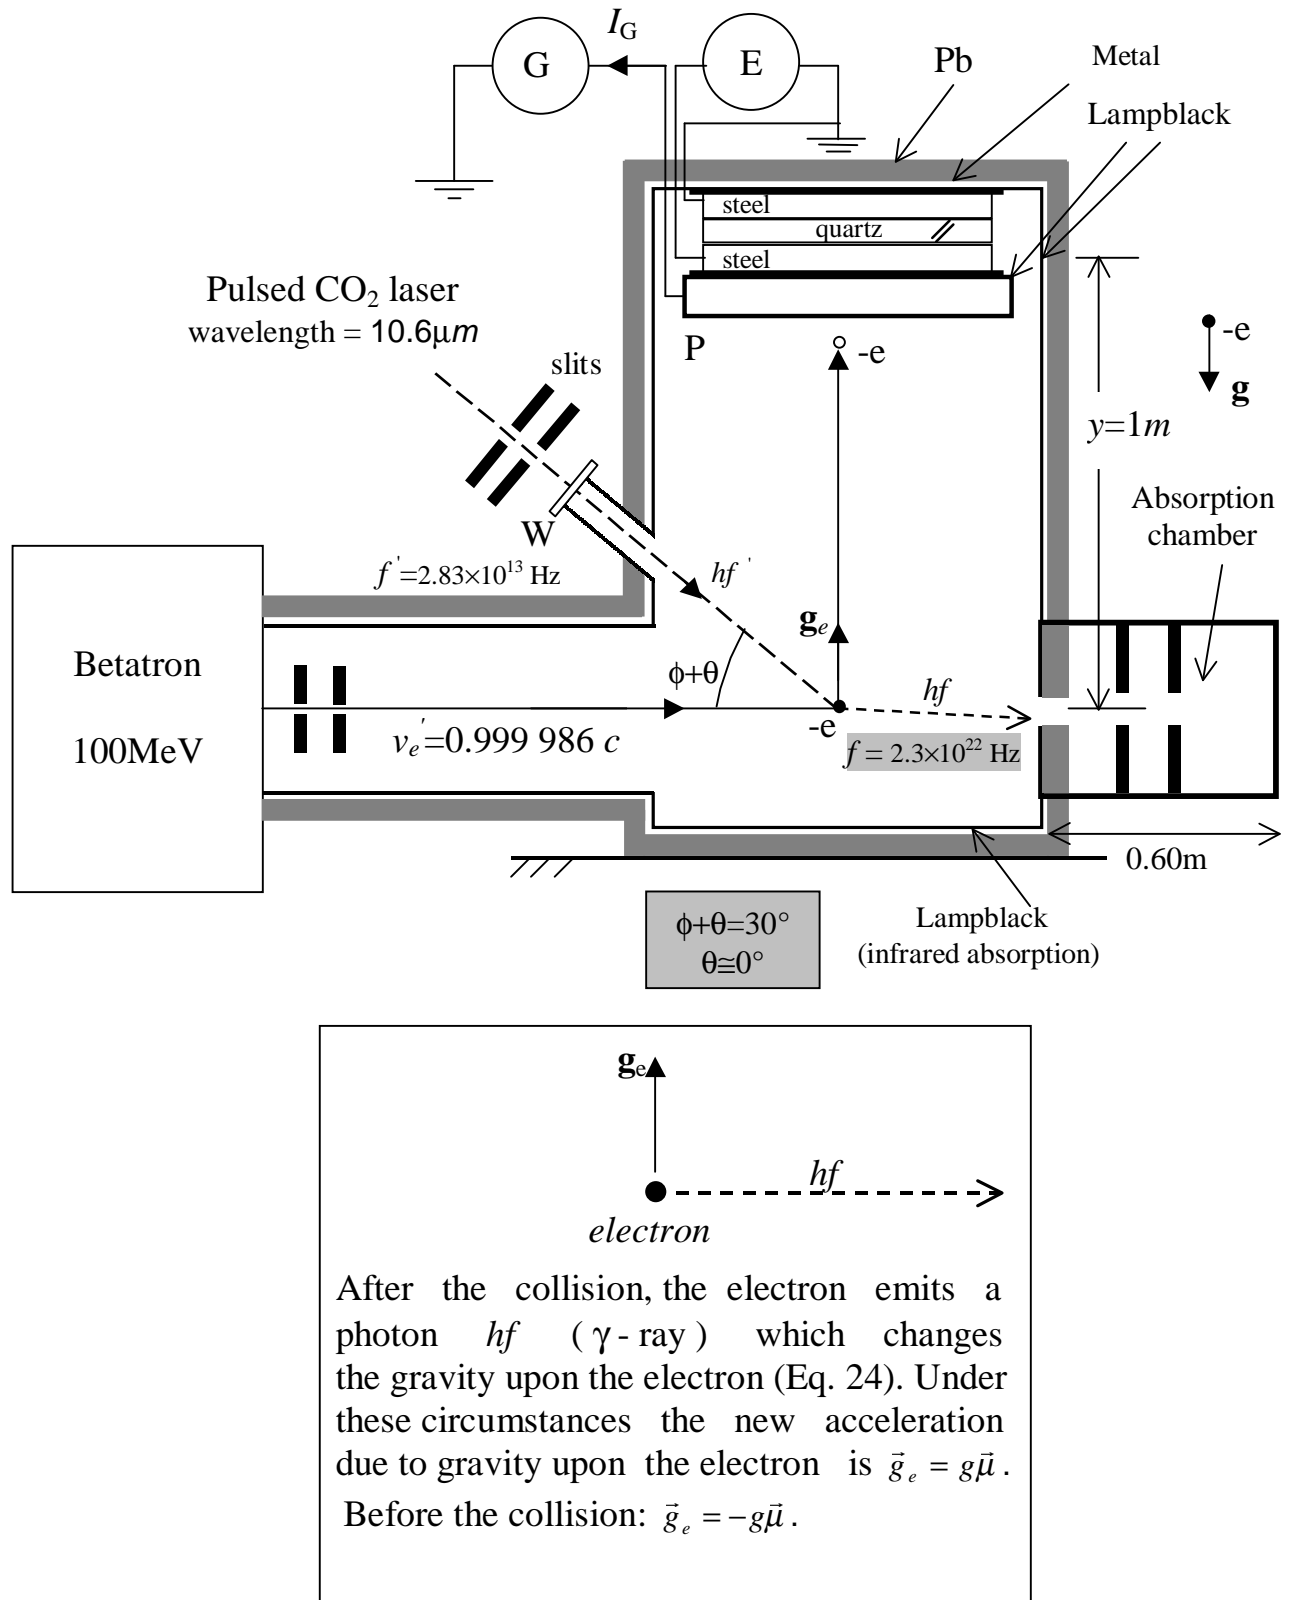 I_G
G
E
Pb
Metal
Lampblack
steel
quartz
steel
Pulsed CO₂ laser
wavelength = 10.6μm
slits
P
-e
-e
g
y=1m
W
f'=2.83×10¹³ Hz
hf'
Absorption
chamber
g_e
ϕ+θ
hf
Betatron
100MeV
v_e'=0.999 986 c
-e
f = 2.3×10²² Hz
0.60m
ϕ+θ=30°
θ≅0°
Lampblack
(infrared absorption)
g_e
hf
electron
After the collision, the electron emits a
photon hf (γ- ray) which changes
the gravity upon the electron (Eq. 24). Under
these circumstances the new acceleration
due to gravity upon the electron is g⃗_e = gμ⃗ .
Before the collision: g⃗_e = −gμ⃗ .